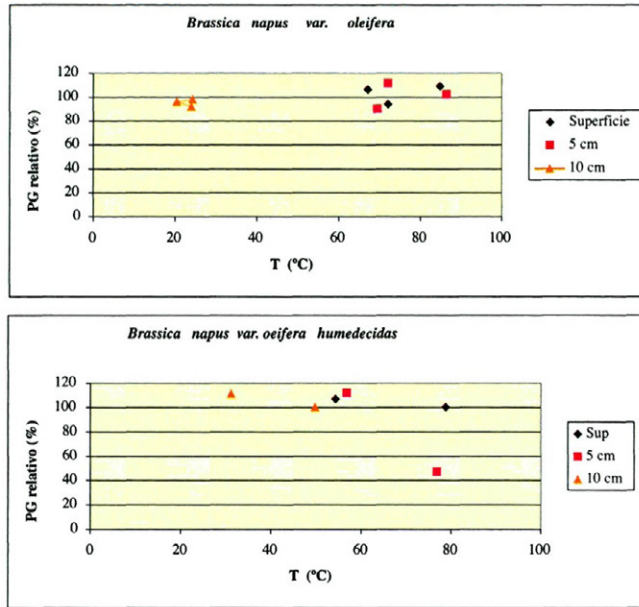 Brassica napus var. oleifera
120
100
80
60
40
20
0
PG relativo (%)
0 20 40 60 80 100
T (ºC)
Superficie
5 cm
10 cm
Brassica napus var. oeifera humedecidas
120
100
80
60
40
20
0
PG relativo (%)
0 20 40 60 80 100
T (ºC)
Sup
5 cm
10 cm